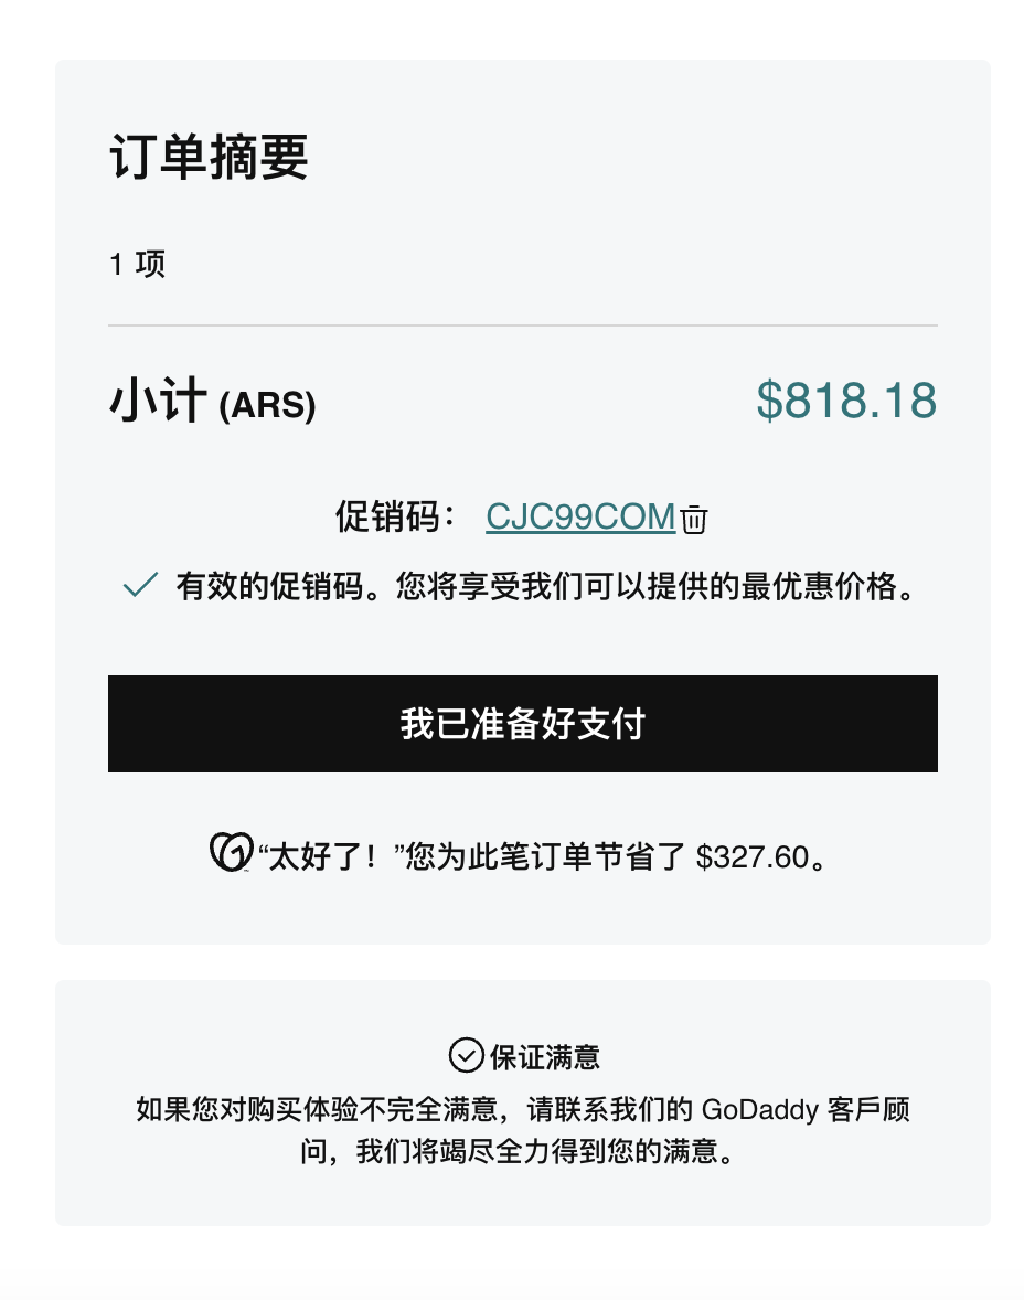 订单摘要
1 项
小计 (ARS) $818.18
促销码： CJC99COM
有效的促销码。您将享受我们可以提供的最优惠价格。
我已准备好支付
“太好了！”您为此笔订单节省了 $327.60。
保证满意
如果您对购买体验不完全满意，请联系我们的 GoDaddy 客戶顾
问，我们将竭尽全力得到您的满意。